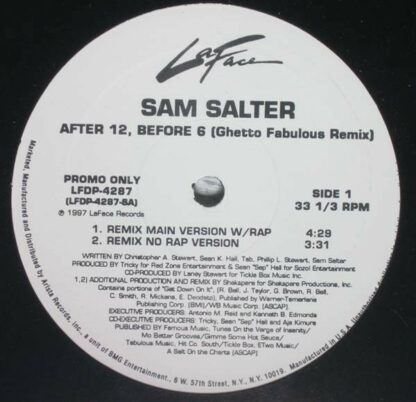 LaFace
SAM SALTER
AFTER 12, BEFORE 6 (Ghetto Fabulous Remix)
PROMO ONLY
LFDP-4287
(LFDP-4287-SA)
℗ 1997 LaFace Records
SIDE 1
33 1/3 RPM
1. REMIX MAIN VERSION W/RAP 4:29
2. REMIX NO RAP VERSION 3:31
WRITTEN BY Christopher A. Stewart, Sean K. Hall, Tab, Phillip L. Stewart, Sam Salter
PRODUCED BY Tricky for Red Zone Entertainment & Sean "Sep" Hall for Sozoi Entertainment
CO-PRODUCED BY Laney Stewart for Tickle Box Music Inc.
1,2) ADDITIONAL PRODUCTION AND REMIX BY Shakespere for Shakespere Productions, Inc.
Contains portions of "Get Down On It", (R. Bell, J. Taylor, G. Brown, R. Bell,
C. Smith, R. Mickens, E. Deodato), Published by Warner-Tamerlane
Publishing Corp. (BMI)/WB Music Corp. (ASCAP)
EXECUTIVE PRODUCERS: Antonio M. Reid and Kenneth B. Edmonds
CO-EXECUTIVE PRODUCERS: Tricky, Sean "Sep" Hall and Aja Kimura
PUBLISHED BY Famous Music, Tunes On the Verge of Insanity/
Mo Better Grooves/Gimme Some Hot Sauce/
Tabulous Music, Hit Co. South/Tickle Box, Two Music/
A Salt On the Charts (ASCAP)
Marketed, Manufactured and Distributed by Arista Records, Inc., a unit of BMG Entertainment, 6 W. 57th Street, N.Y., N.Y. 10019. Manufactured in U.S.A.